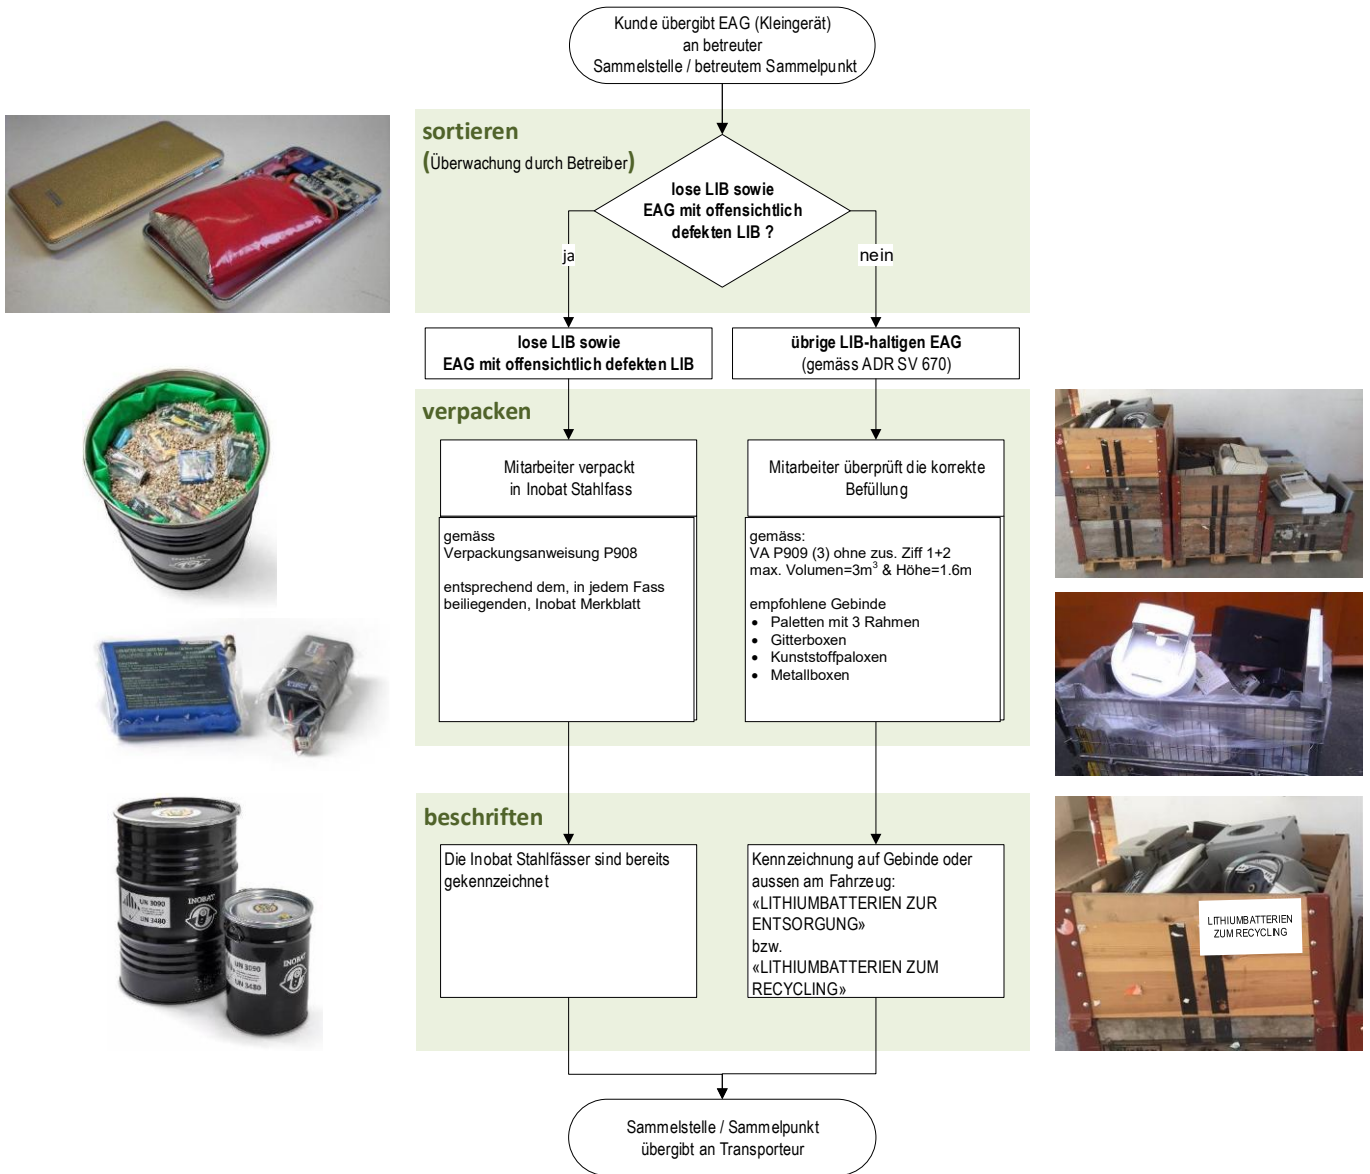 Kunde übergibt EAG (Kleingerät)
an betreuter
Sammelstelle / betreutem Sammelpunkt
sortieren
(Überwachung durch Betreiber)
lose LIB sowie
EAG mit offensichtlich
defekten LIB ?
ja
nein
lose LIB sowie
EAG mit offensichtlich defekten LIB
übrige LIB-haltigen EAG
(gemäss ADR SV 670)
verpacken
Mitarbeiter verpackt
in Inobat Stahlfass
gemäss
Verpackungsanweisung P908
entsprechend dem, in jedem Fass
beiliegenden, Inobat Merkblatt
Mitarbeiter überprüft die korrekte
Befüllung
gemäss:
VA P909 (3) ohne zus. Ziff 1+2
max. Volumen=3m³ & Höhe=1.6m
empfohlene Gebinde
• Paletten mit 3 Rahmen
• Gitterboxen
• Kunststoffpaloxen
• Metallboxen
beschriften
Die Inobat Stahlfässer sind bereits
gekennzeichnet
Kennzeichnung auf Gebinde oder
aussen am Fahrzeug:
«LITHIUMBATTERIEN ZUR
ENTSORGUNG»
bzw.
«LITHIUMBATTERIEN ZUM
RECYCLING»
UN 3090
UN 3480
INOBAT
UN 3090
UN 3480
INOBAT
LITHIUMBATTERIEN
ZUM RECYCLING
Sammelstelle / Sammelpunkt
übergibt an Transporteur